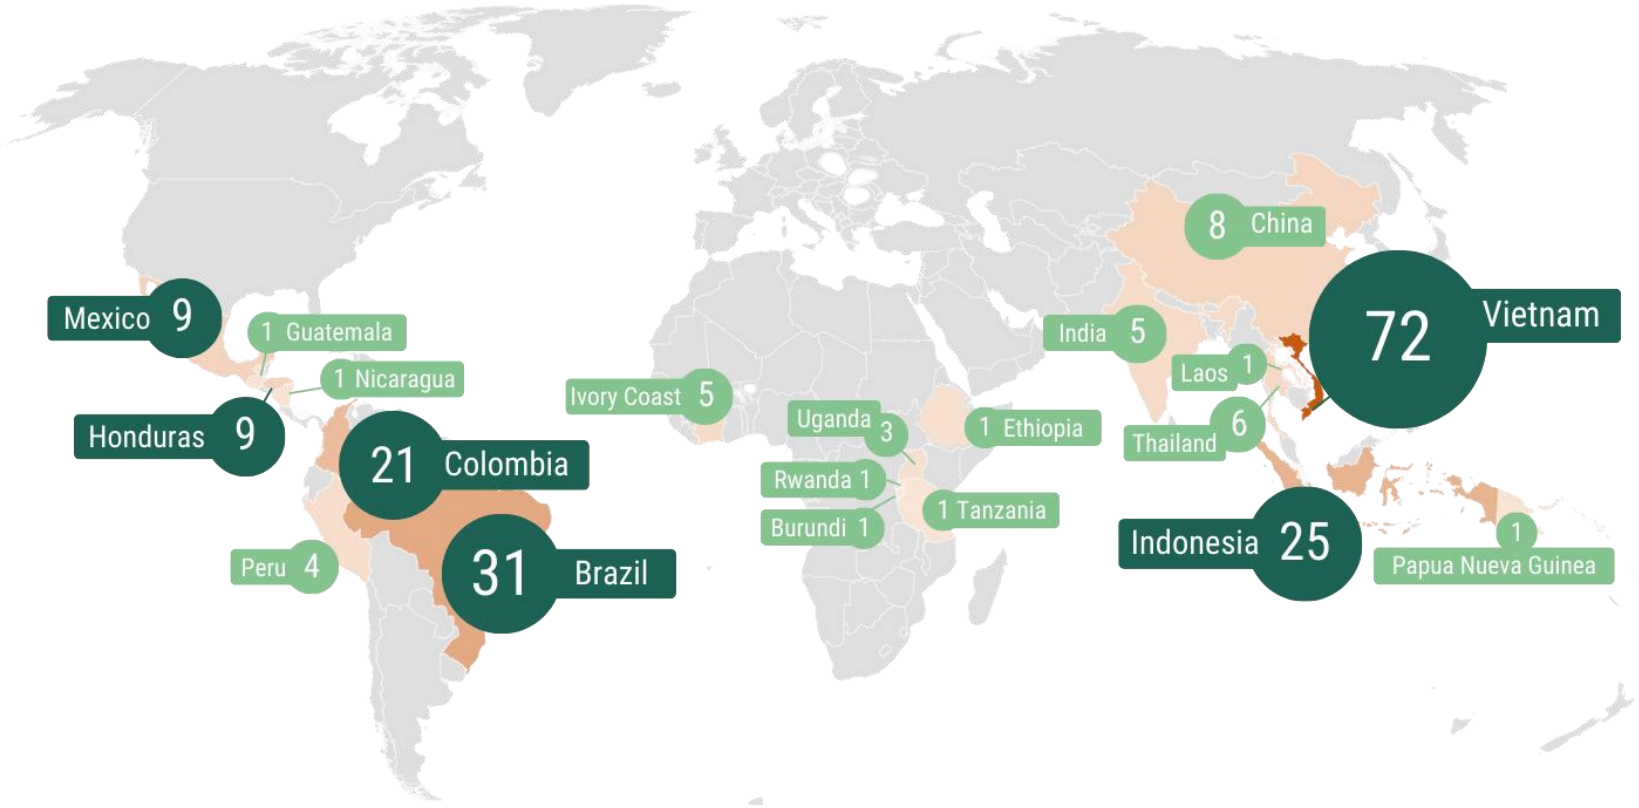 8 China
Mexico 9
1 Guatemala
72 Vietnam
India 5
Laos 1
1 Nicaragua
Ivory Coast 5
Honduras 9
Uganda 3
1 Ethiopia
Thailand 6
21 Colombia
Rwanda 1
1 Tanzania
Burundi 1
Indonesia 25
1
Papua Nueva Guinea
Peru 4
31 Brazil